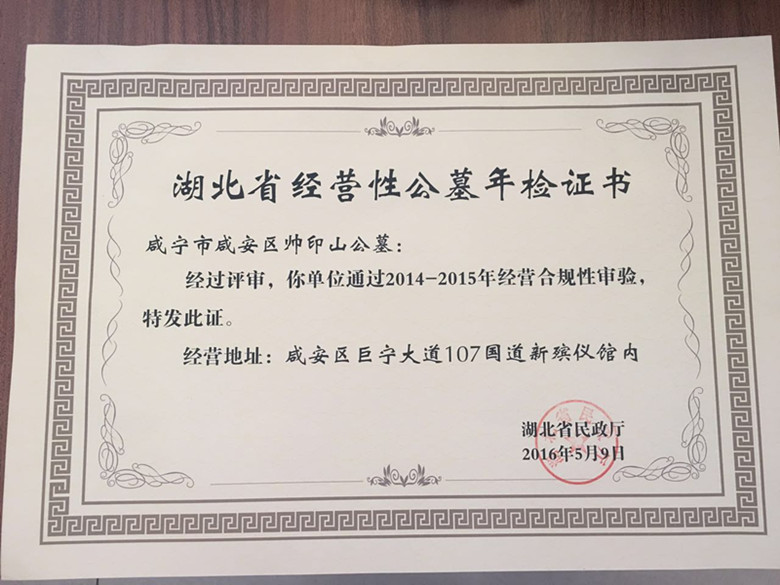 湖北省经营性公墓年检证书
咸宁市咸安区帅印山公墓：
经过评审，你单位通过2014-2015年经营合规性审验，
特发此证。
经营地址：咸安区巨宁大道107国道新殡仪馆内
湖北省民政厅
2016年5月9日